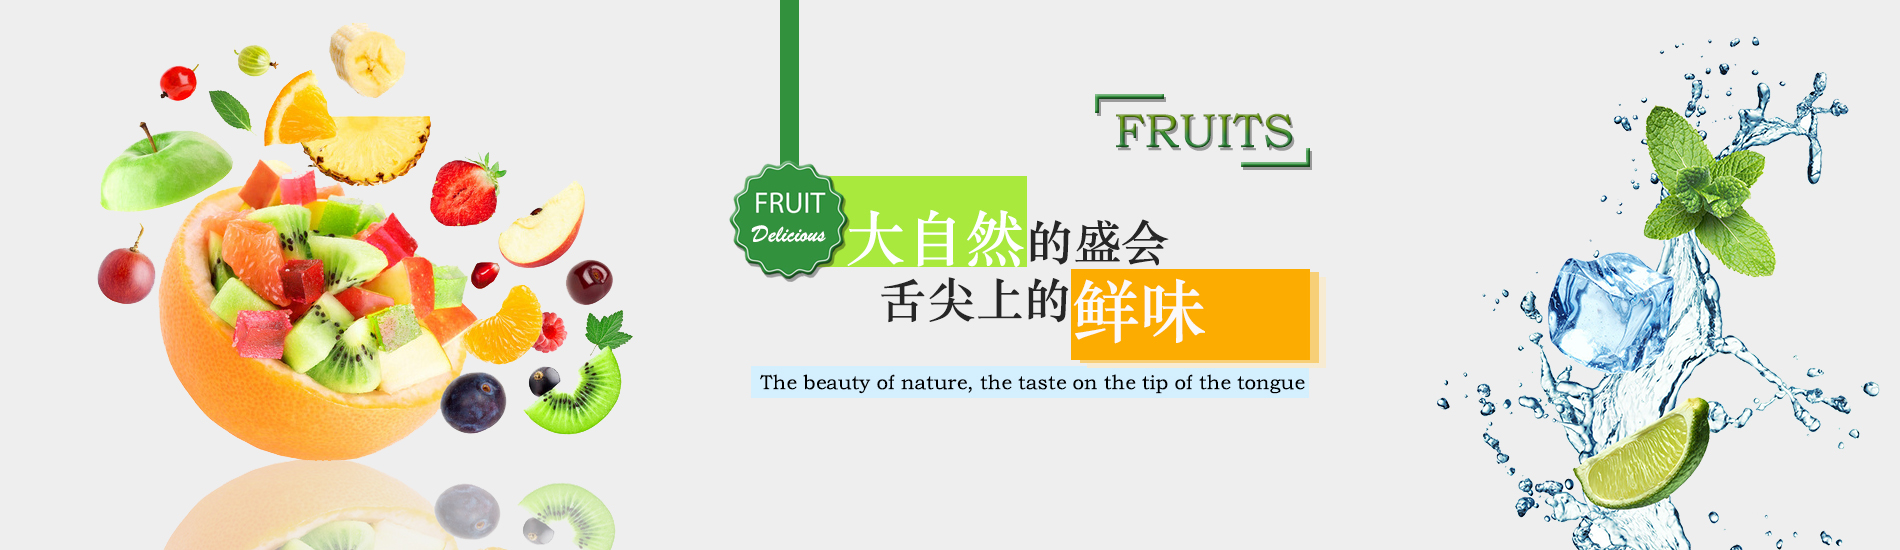 FRUITS
FRUIT
Delicious
大自然的盛会
舌尖上的鲜味
The beauty of nature, the taste on the tip of the tongue